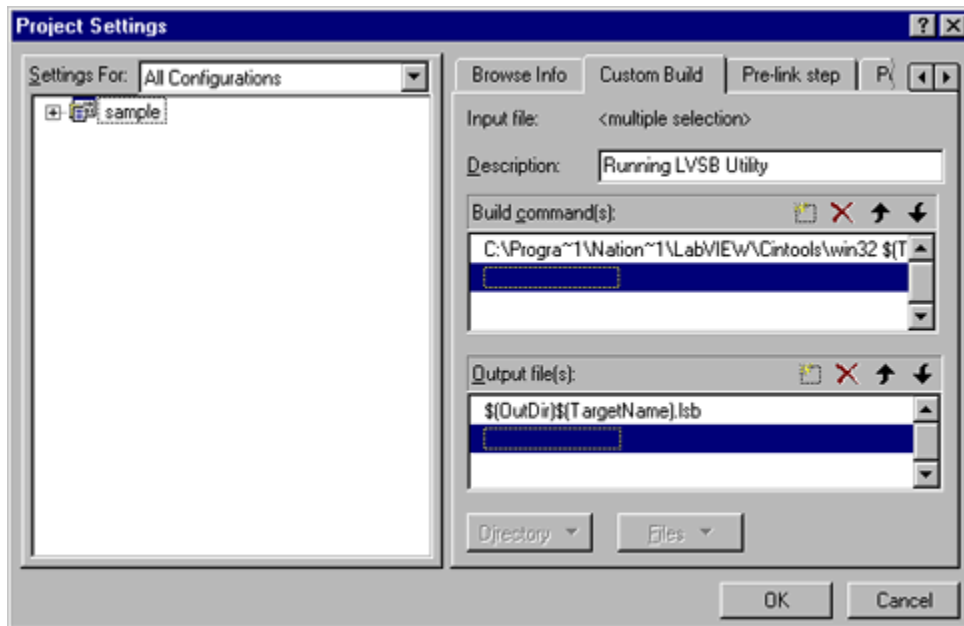 Project Settings
Settings For: All Configurations
sample
Browse Info Custom Build Pre-link step
Input file: <multiple selection>
Description: Running LVSB Utility
Build command(s):
C:\Progra~1\Nation~1\LabVIEW\Cintools\win32 $(T
Output file(s):
$(OutDir)$(TargetName).lsb
Directory Files
OK Cancel